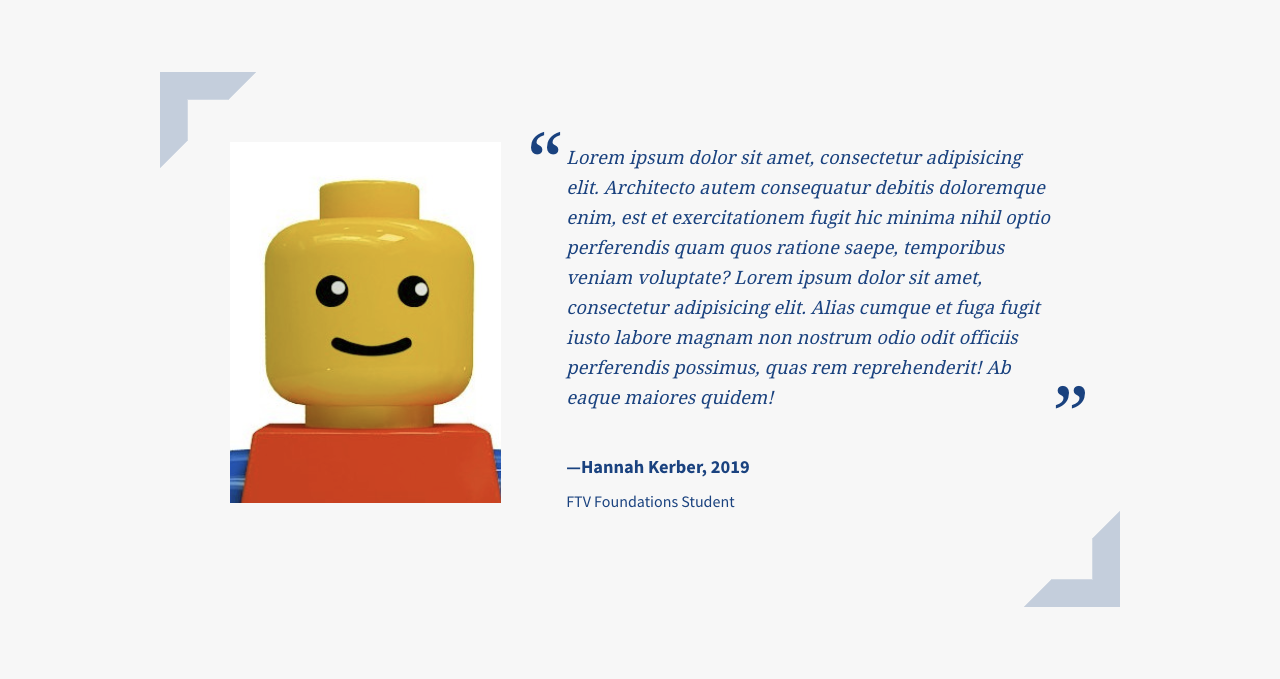 “Lorem ipsum dolor sit amet, consectetur adipisicing
elit. Architecto autem consequatur debitis doloremque
enim, est et exercitationem fugit hic minima nihil optio
perferendis quam quos ratione saepe, temporibus
veniam voluptate? Lorem ipsum dolor sit amet,
consectetur adipisicing elit. Alias cumque et fuga fugit
iusto labore magnam non nostrum odio odit officiis
perferendis possimus, quas rem reprehenderit! Ab
eaque maiores quidem!”
—Hannah Kerber, 2019
FTV Foundations Student